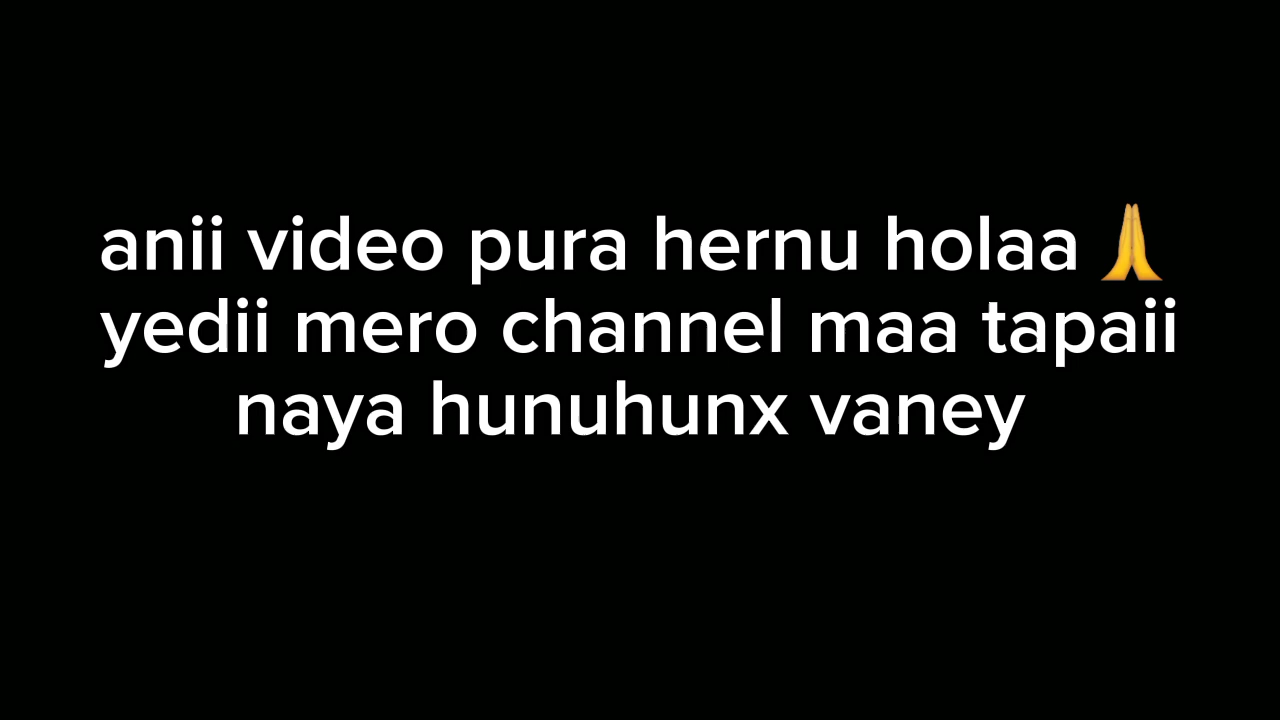 anii video pura hernu holaa🙏
yedii mero channel maa tapaii
naya hunuhunx vaney